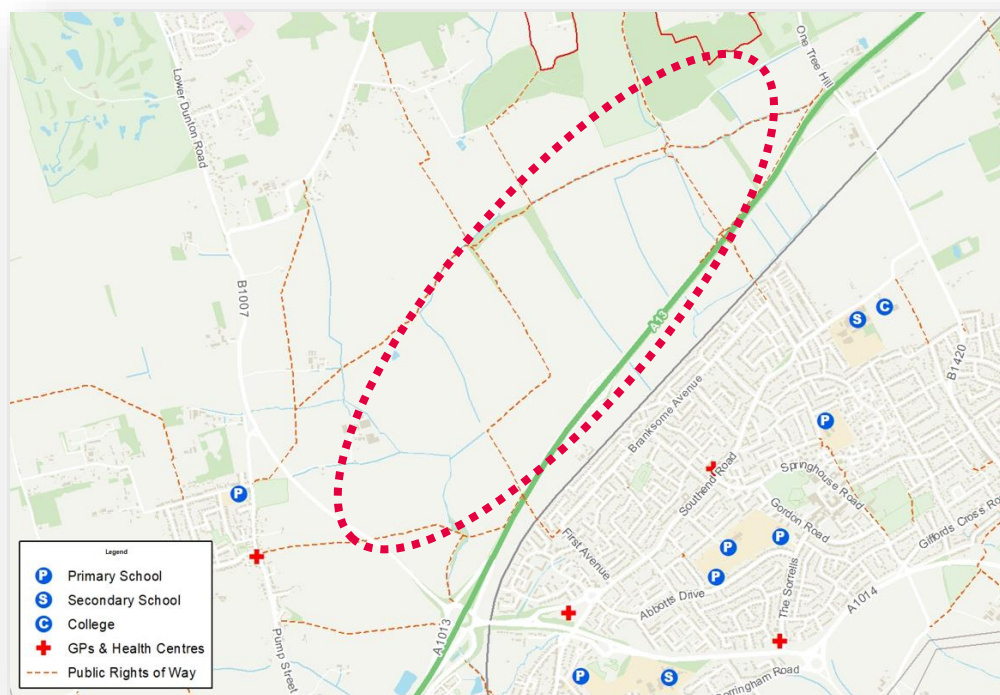 One Tree Hill
Lower Dunton Road
B1007
A13
S
C
B1420
Branksome Avenue
P
Southend Road
Springhouse Road
P
Gordon Road
Giffords Cross
First Avenue
P
P
P
Abbotts Drive
The Sorrells
A1014
A1013
Pump Street
P
S
Road
Legend
P Primary School
S Secondary School
C College
GPs & Health Centres
Public Rights of Way